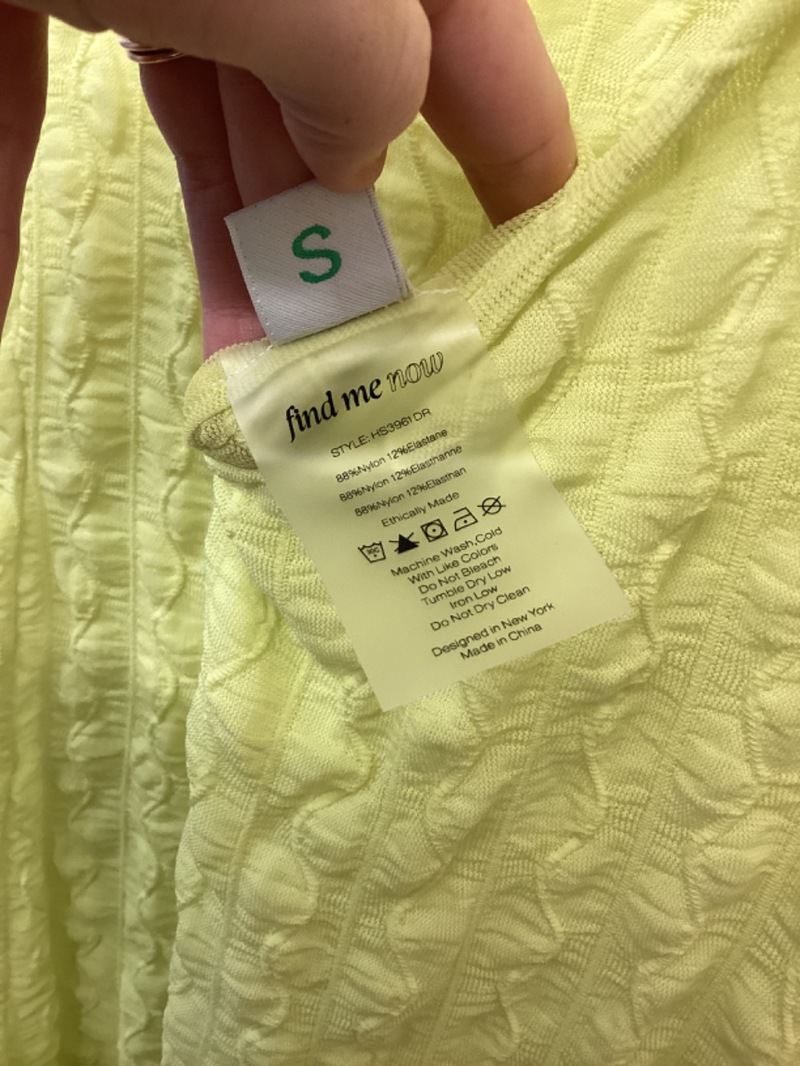 S
find me now
STYLE: HS3961 DR
88%Nylon 12%Elastane
88%Nylon 12%Elasthanne
88%Nylon 12%Elasthan
Ethically Made
Machine Wash,Cold
With Like Colors
Do Not Bleach
Tumble Dry Low
Iron Low
Do Not Dry Clean
Designed in New York
Made in China